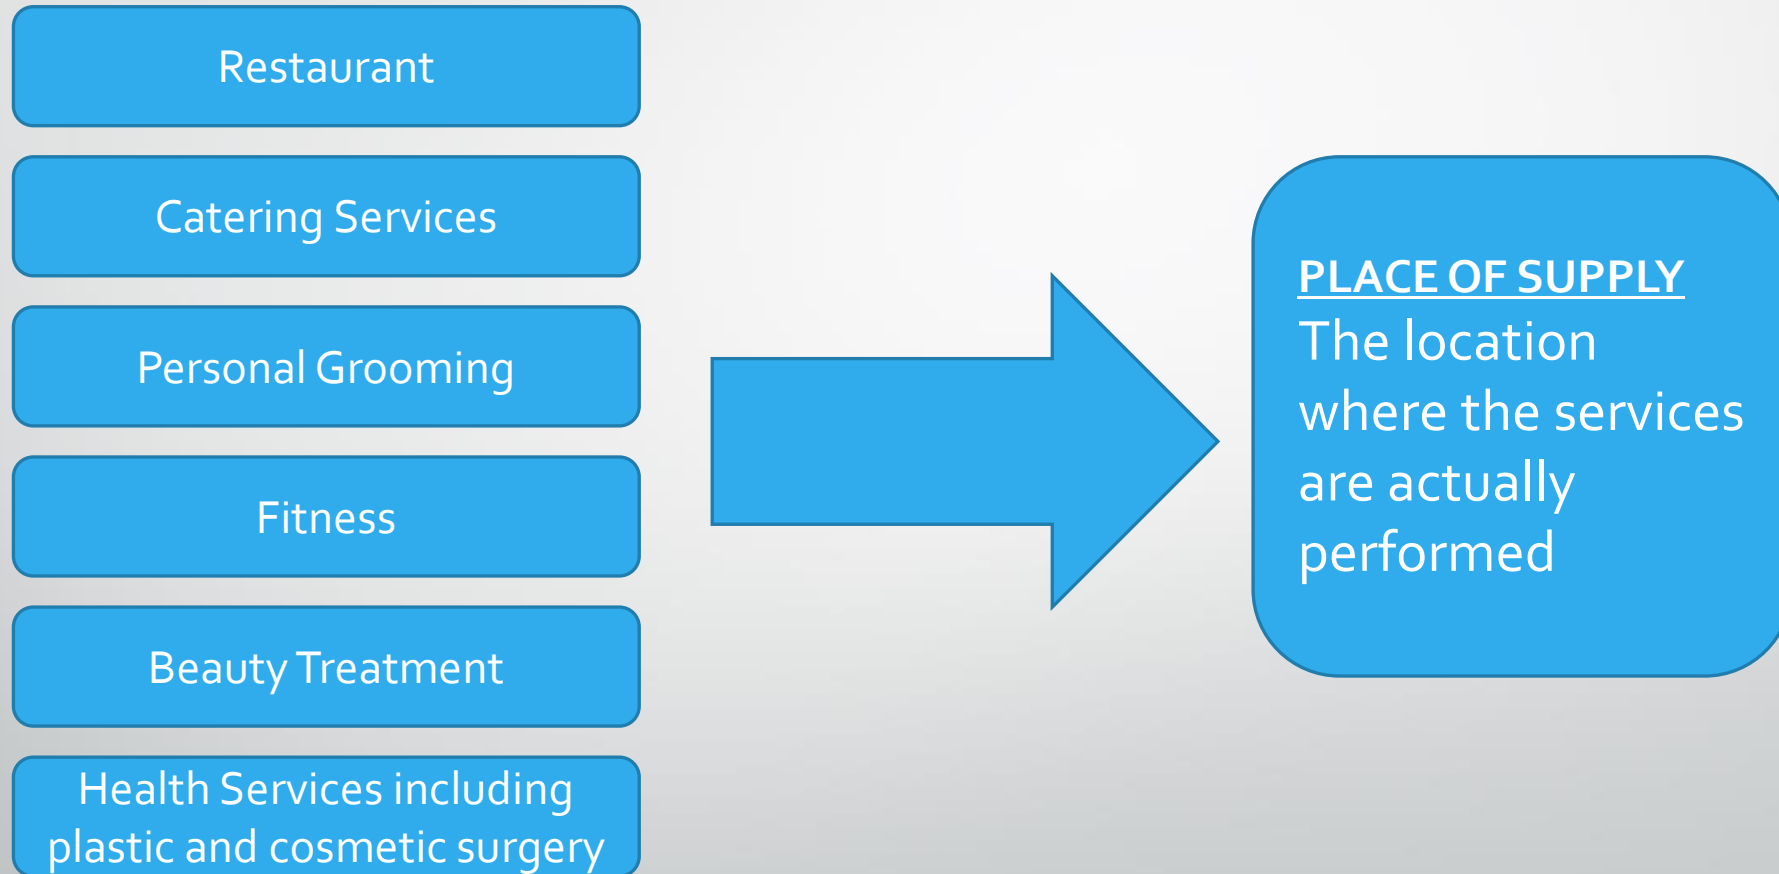 Restaurant
Catering Services
Personal Grooming
Fitness
Beauty Treatment
Health Services including
plastic and cosmetic surgery
PLACE OF SUPPLY
The location
where the services
are actually
performed